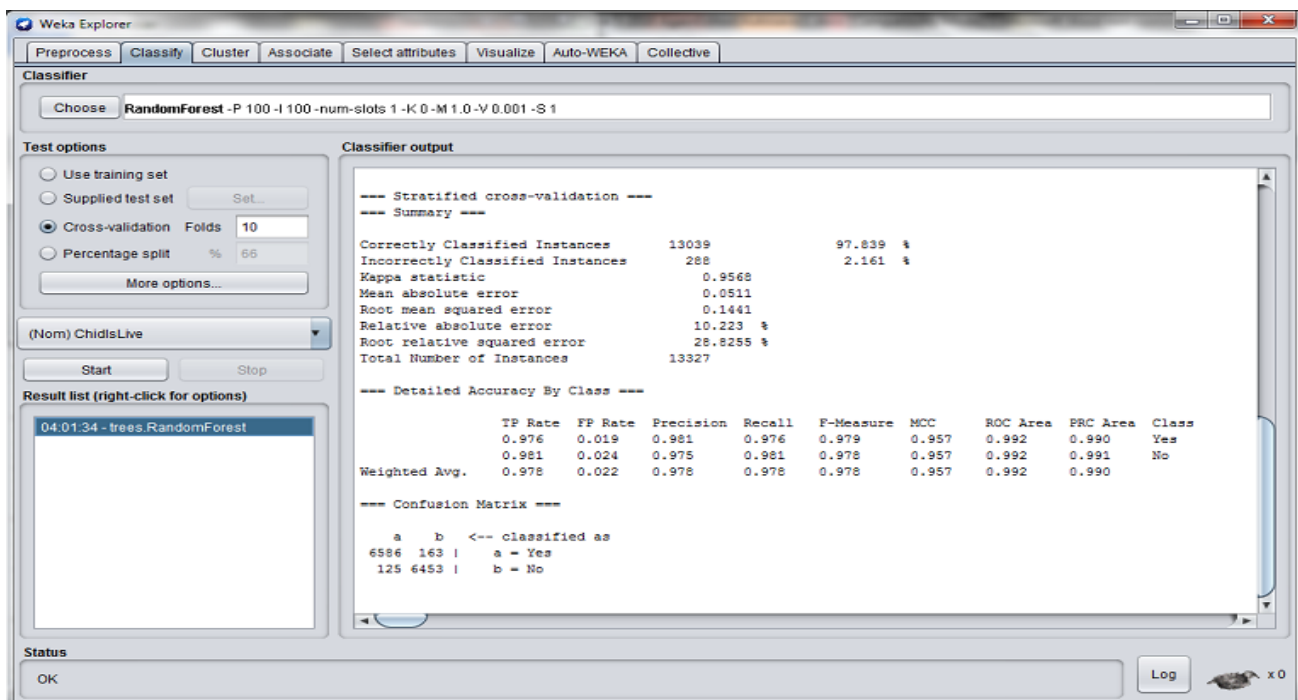 Weka Explorer
Preprocess Classify Cluster Associate Select attributes Visualize Auto-WEKA Collective
Classifier
Choose RandomForest -P 100 -I 100 -num-slots 1 -K 0 -M 1.0 -V 0.001 -S 1
Test options
Use training set
Supplied test set Set...
Cross-validation Folds 10
Percentage split % 66
More options...
(Nom) ChidIsLive
Start Stop
Result list (right-click for options)
04:01:34 - trees.RandomForest
Classifier output
=== Stratified cross-validation ===
=== Summary ===
Correctly Classified Instances 13039 97.839 %
Incorrectly Classified Instances 288 2.161 %
Kappa statistic 0.9568
Mean absolute error 0.0511
Root mean squared error 0.1441
Relative absolute error 10.223 %
Root relative squared error 28.8255 %
Total Number of Instances 13327
=== Detailed Accuracy By Class ===
TP Rate FP Rate Precision Recall F-Measure MCC ROC Area PRC Area Class
0.976 0.019 0.981 0.976 0.979 0.957 0.992 0.990 Yes
0.981 0.024 0.975 0.981 0.978 0.957 0.992 0.991 No
Weighted Avg. 0.978 0.022 0.978 0.978 0.978 0.957 0.992 0.990
=== Confusion Matrix ===
a b <-- classified as
6586 163 | a = Yes
125 6453 | b = No
Status
OK
Log x 0